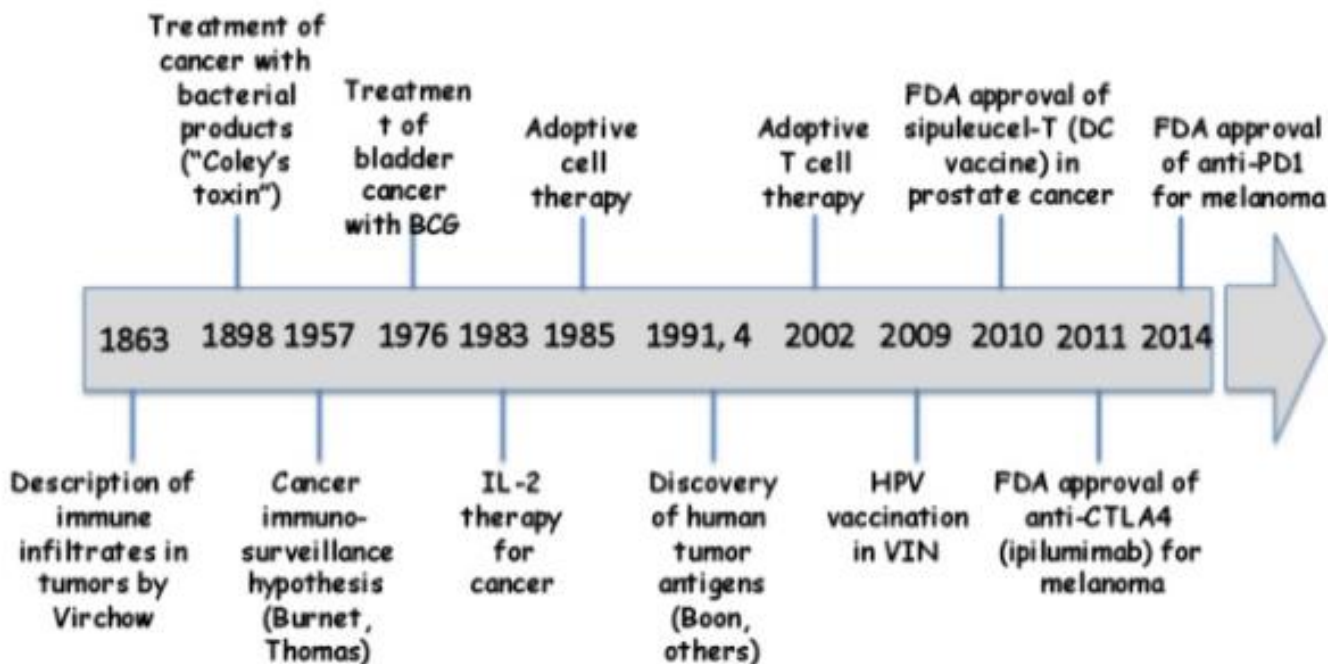 Treatment of
cancer with
bacterial
products
("Coley's
toxin")
Treatmen
t of
bladder
cancer
with BCG
Adoptive
cell
therapy
Adoptive
T cell
therapy
FDA approval of
sipuleucel-T (DC
vaccine) in
prostate cancer
FDA approval
of anti-PD1
for melanoma
1863 1898 1957 1976 1983 1985 1991, 4 2002 2009 2010 2011 2014
Description of
immune
infiltrates in
tumors by
Virchow
Cancer
immuno-
surveillance
hypothesis
(Burnet,
Thomas)
IL-2
therapy
for
cancer
Discovery
of human
tumor
antigens
(Boon,
others)
HPV
vaccination
in VIN
FDA approval of
anti-CTLA4
(ipilumimab) for
melanoma